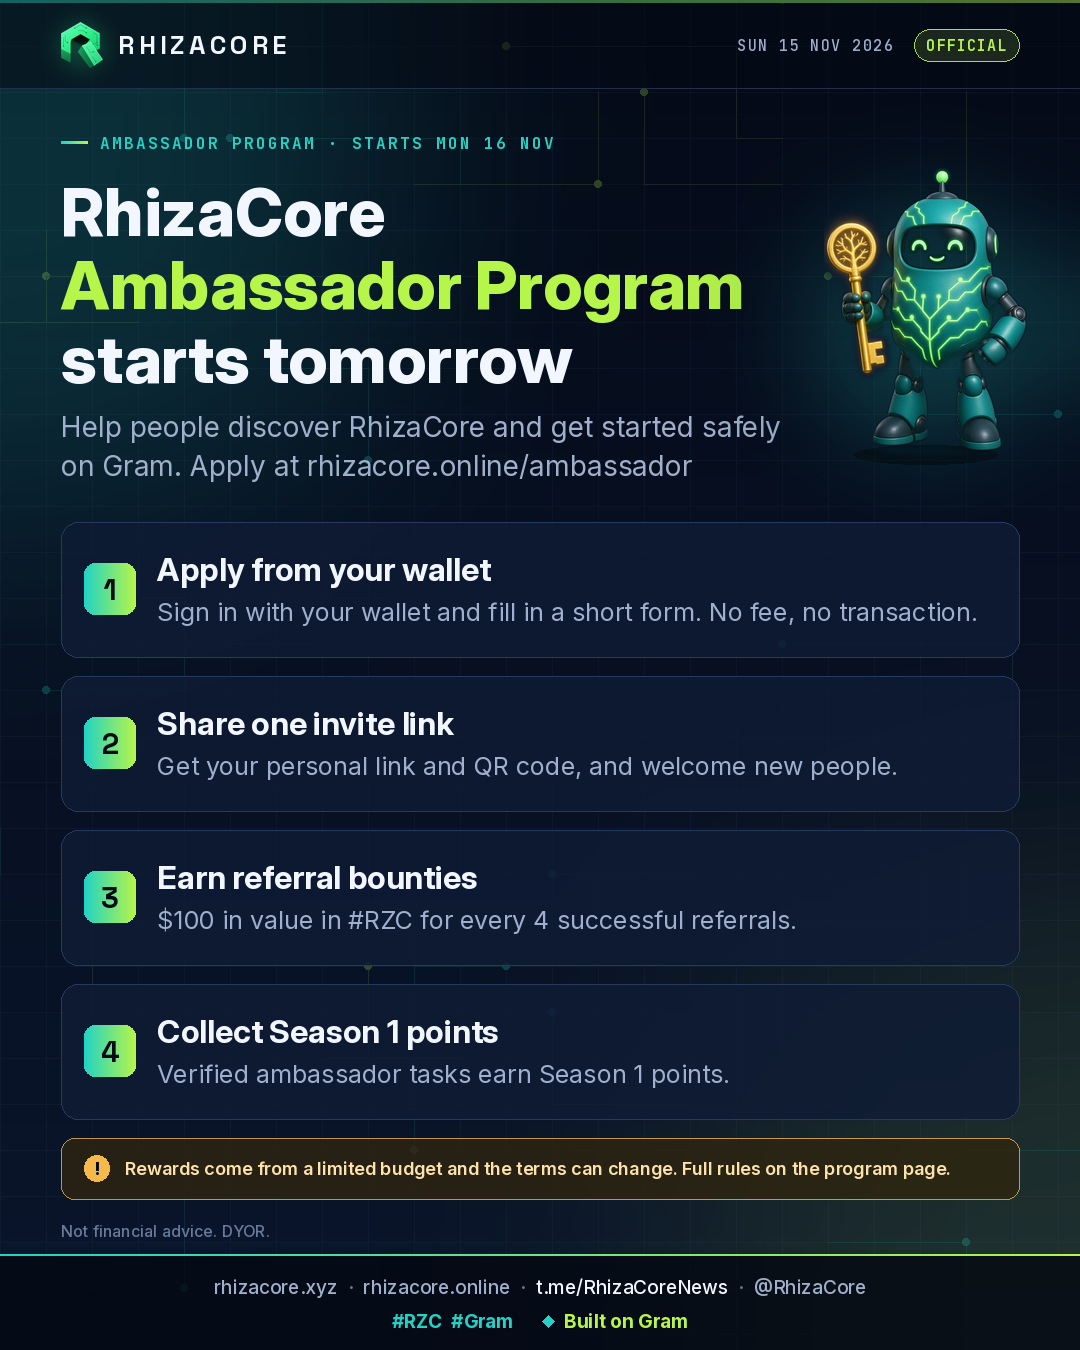 RHIZACORE
SUN 15 NOV 2026
OFFICIAL
AMBASSADOR PROGRAM · STARTS MON 16 NOV
RhizaCore
Ambassador Program
starts tomorrow
Help people discover RhizaCore and get started safely
on Gram. Apply at rhizacore.online/ambassador
1
Apply from your wallet
Sign in with your wallet and fill in a short form. No fee, no transaction.
2
Share one invite link
Get your personal link and QR code, and welcome new people.
3
Earn referral bounties
$100 in value in #RZC for every 4 successful referrals.
4
Collect Season 1 points
Verified ambassador tasks earn Season 1 points.
! Rewards come from a limited budget and the terms can change. Full rules on the program page.
Not financial advice. DYOR.
rhizacore.xyz · rhizacore.online · t.me/RhizaCoreNews · @RhizaCore
#RZC #Gram ◆ Built on Gram